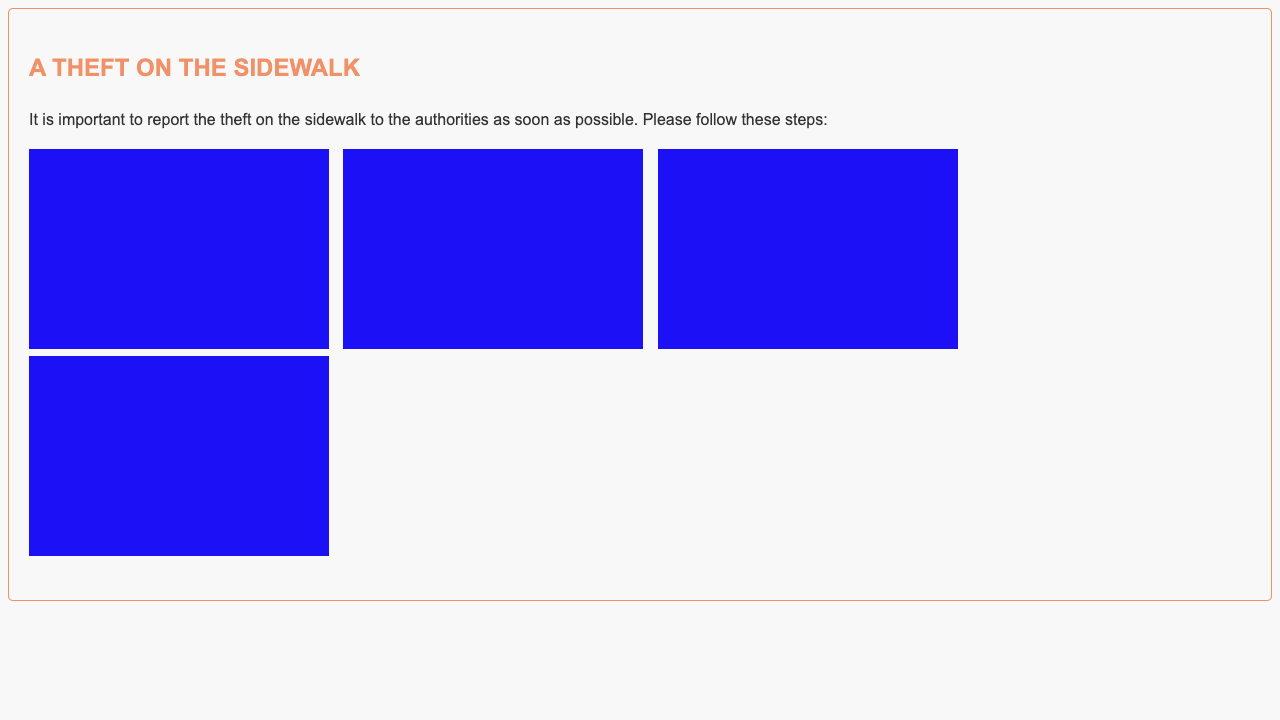 A THEFT ON THE SIDEWALK
It is important to report the theft on the sidewalk to the authorities as soon as possible. Please follow these steps: